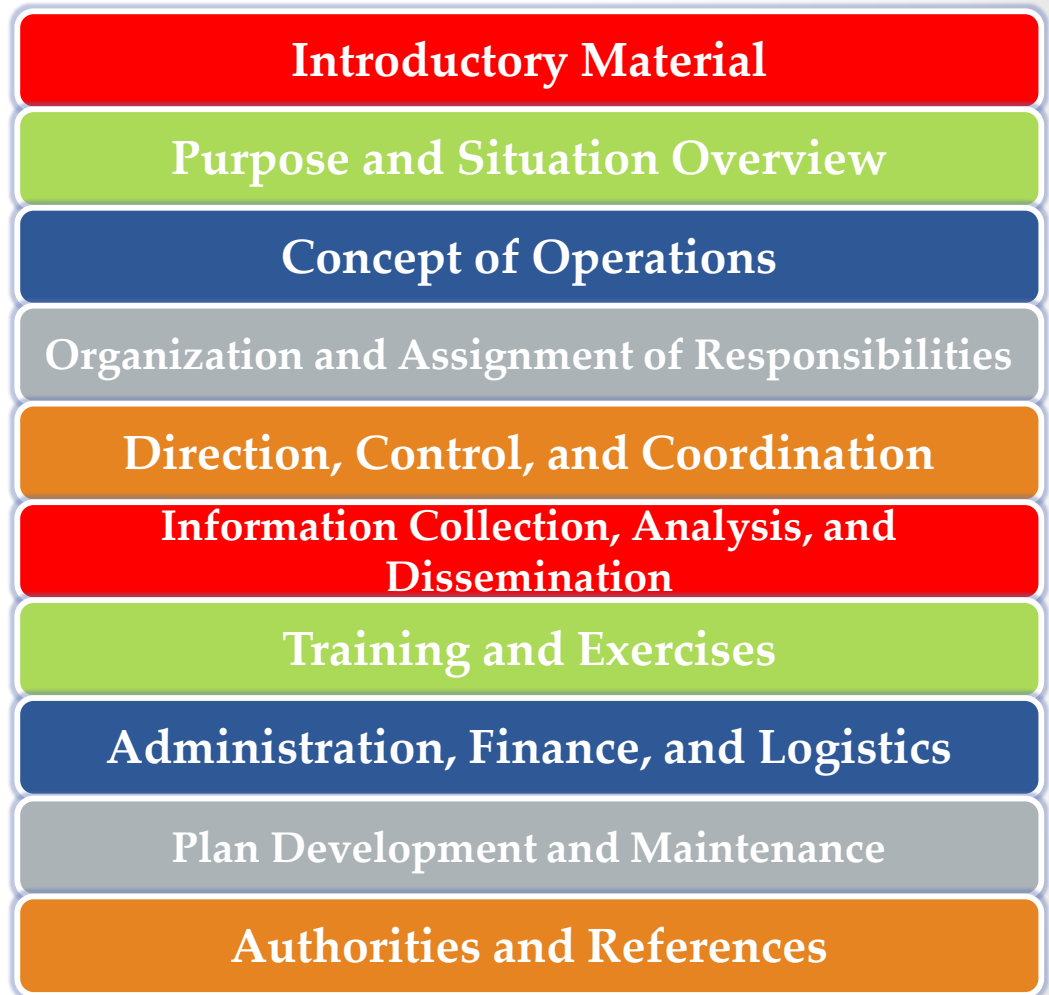 Introductory Material
Purpose and Situation Overview
Concept of Operations
Organization and Assignment of Responsibilities
Direction, Control, and Coordination
Information Collection, Analysis, and
Dissemination
Training and Exercises
Administration, Finance, and Logistics
Plan Development and Maintenance
Authorities and References